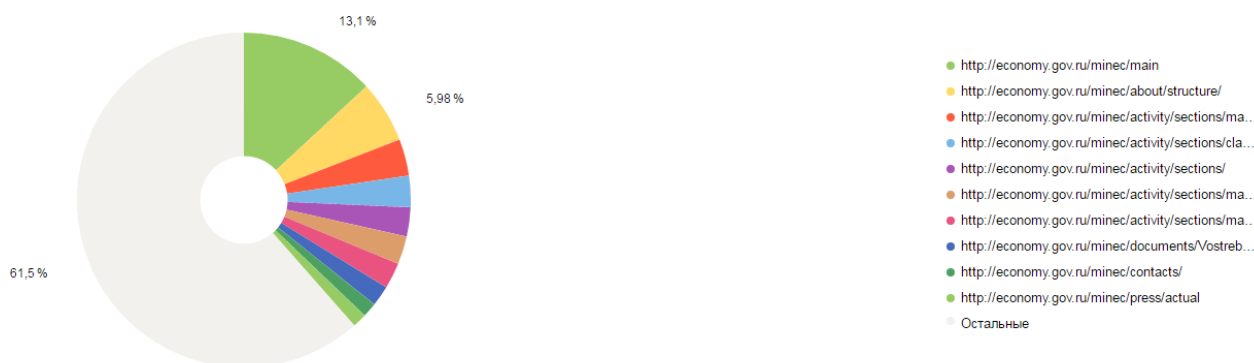 13,1 %
5,98 %
61,5 %
http://economy.gov.ru/minec/main
http://economy.gov.ru/minec/about/structure/
http://economy.gov.ru/minec/activity/sections/ma...
http://economy.gov.ru/minec/activity/sections/cla...
http://economy.gov.ru/minec/activity/sections/
http://economy.gov.ru/minec/activity/sections/ma...
http://economy.gov.ru/minec/activity/sections/ma...
http://economy.gov.ru/minec/documents/Vostreb...
http://economy.gov.ru/minec/contacts/
http://economy.gov.ru/minec/press/actual
Остальные